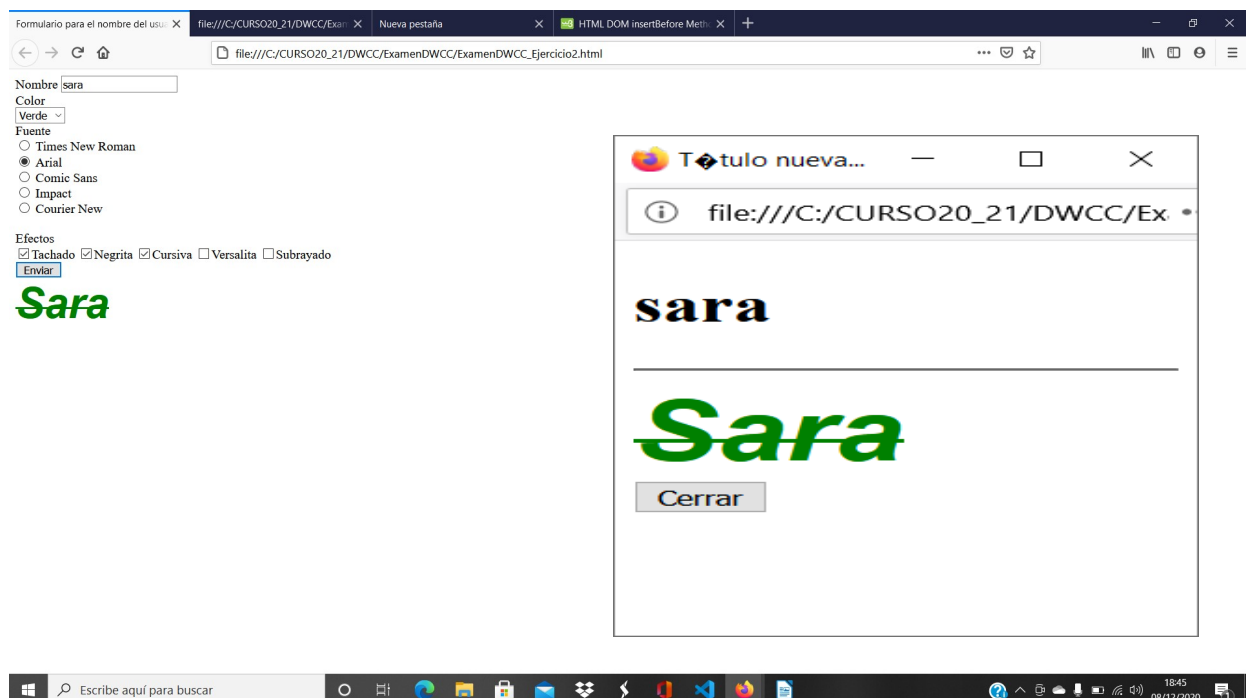 Formulario para el nombre del usu
file:///C:/CURSO20_21/DWCC/Exam
Nueva pestaña
HTML DOM insertBefore Meth
file:///C:/CURSO20_21/DWCC/ExamenDWCC/ExamenDWCC_Ejercicio2.html
Nombre sara
Color
Verde
Fuente
Times New Roman
Arial
Comic Sans
Impact
Courier New
Efectos
Tachado Negrita Cursiva Versalita Subrayado
Enviar
Sara
T�tulo nueva...
file:///C:/CURSO20_21/DWCC/Ex
sara
Sara
Cerrar
Escribe aquí para buscar
18:45
08/12/2020